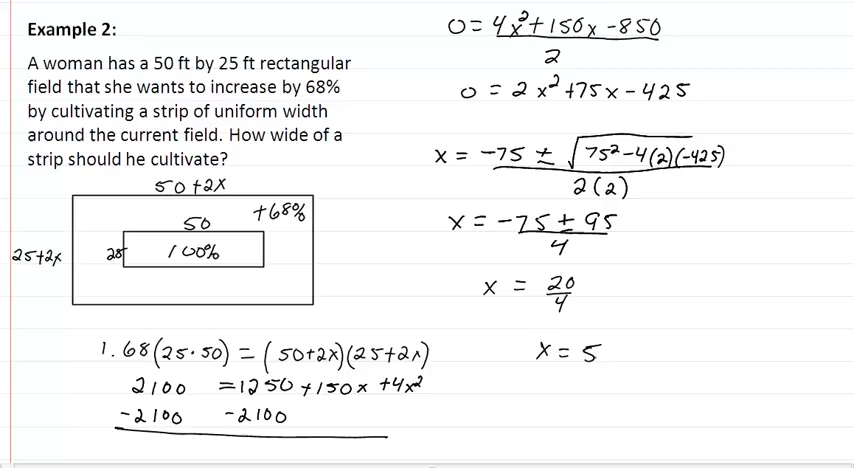 Example 2:
A woman has a 50 ft by 25 ft rectangular
field that she wants to increase by 68%
by cultivating a strip of uniform width
around the current field. How wide of a
strip should he cultivate?
50+2x
+68%
50
25+2x
25
100%
1.68(25·50) = (50+2x)(25+2x)
2100 =1250+150x+4x²
-2100 -2100
0= 4x²+150x-850
2
0 = 2x²+75x-425
x = -75 ± √75²-4(2)(-425)
2(2)
x = -75 ± 95
4
x = 20
4
x = 5